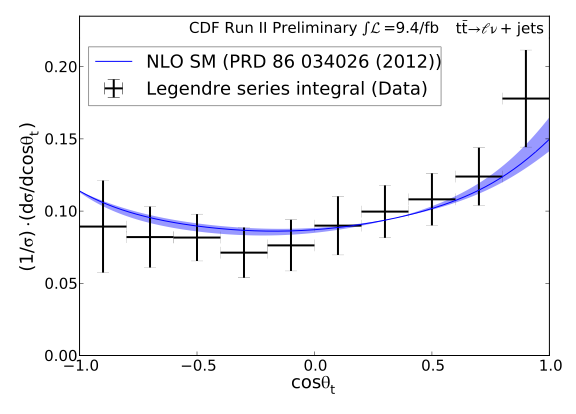 CDF Run II Preliminary ∫ℒ=9.4/fb tt̄→ℓν + jets
NLO SM (PRD 86 034026 (2012))
Legendre series integral (Data)
(1/σ)·(dσ/dcosθt)
0.20
0.15
0.10
0.05
0.00
−1.0 −0.5 0.0 0.5 1.0
cosθt